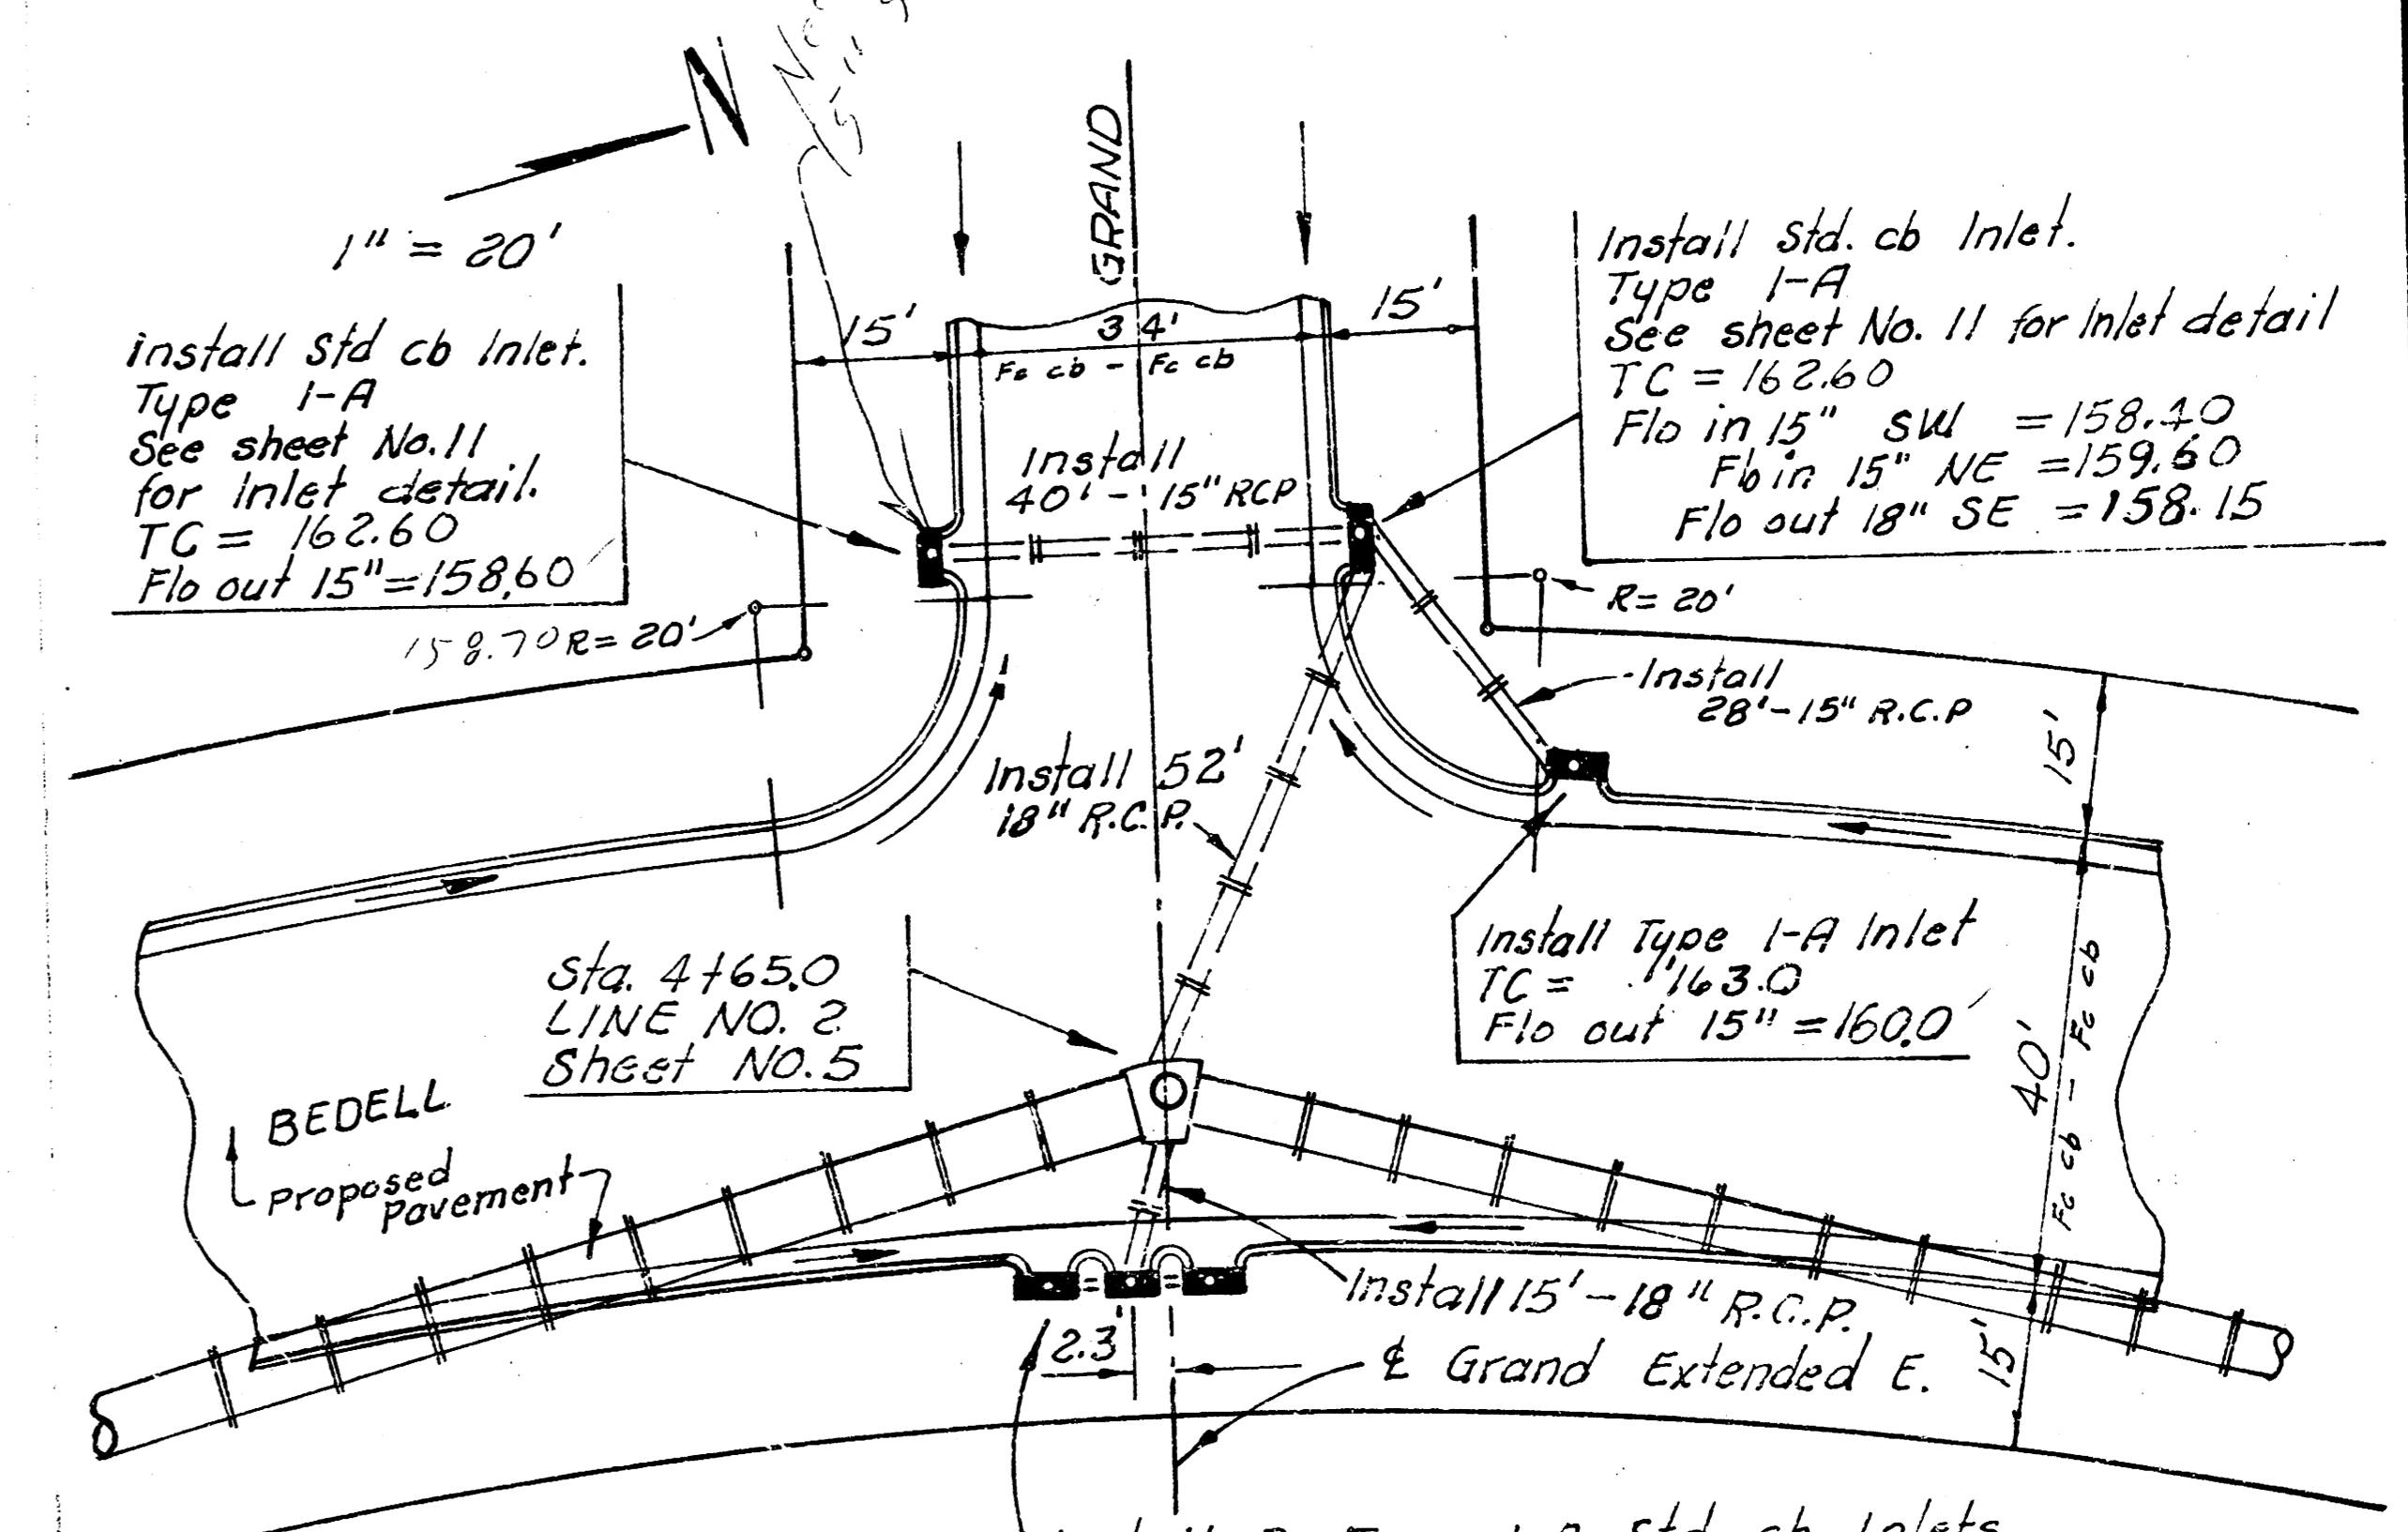 N
1" = 20'
GRAND
install Std cb Inlet.
Type 1-A
See sheet No.11
for Inlet detail.
TC = 162.60
Flo out 15"=158.60
158.70 R= 20'
15'
34'
Fc cb - Fc cb
15'
Install
40' - 15" RCP
Install Std. cb Inlet.
Type 1-A
See sheet No. 11 for Inlet detail
TC = 162.60
Flo in 15" SW =158.40
Flo in 15" NE =159.60
Flo out 18" SE =158.15
R= 20'
Install
28'-15" R.C.P
Install 52'
18" R.C.P.
15'
Install Type 1-A Inlet
TC = 163.0
Flo out 15" =160.0
40'
Fc cb - Fc cb
Sta. 4+65.0
LINE NO. 2
Sheet NO. 5
BEDELL
Proposed
Pavement
Install 15'-18" R.C.P.
2.3'
℄ Grand Extended E.
15'
Std cb Inlets